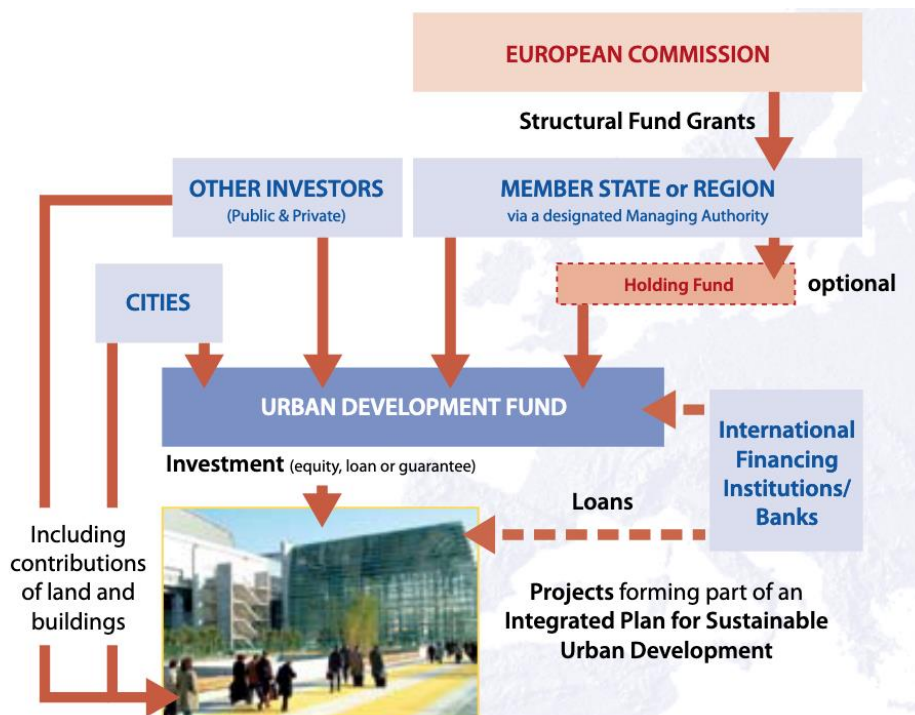 EUROPEAN COMMISSION
Structural Fund Grants
OTHER INVESTORS
(Public & Private)
MEMBER STATE or REGION
via a designated Managing Authority
Holding Fund
optional
CITIES
URBAN DEVELOPMENT FUND
Investment (equity, loan or guarantee)
International
Financing
Institutions/
Banks
Loans
Including
contributions
of land and
buildings
Projects forming part of an
Integrated Plan for Sustainable
Urban Development